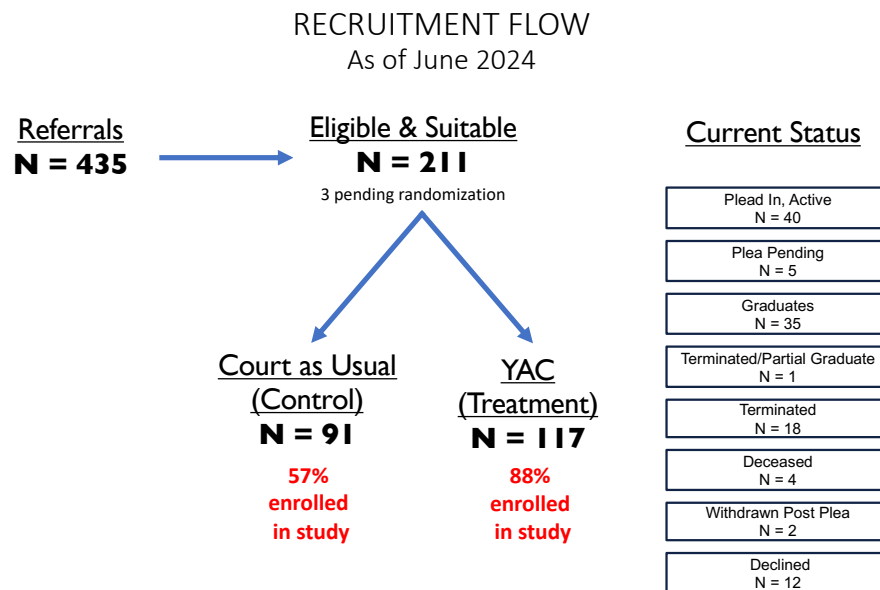 RECRUITMENT FLOW
As of June 2024
Referrals
N = 435
Eligible & Suitable
N = 211
3 pending randomization
Court as Usual
(Control)
N = 91
57%
enrolled
in study
YAC
(Treatment)
N = 117
88%
enrolled
in study
Current Status
Plead In, Active
N = 40
Plea Pending
N = 5
Graduates
N = 35
Terminated/Partial Graduate
N = 1
Terminated
N = 18
Deceased
N = 4
Withdrawn Post Plea
N = 2
Declined
N = 12